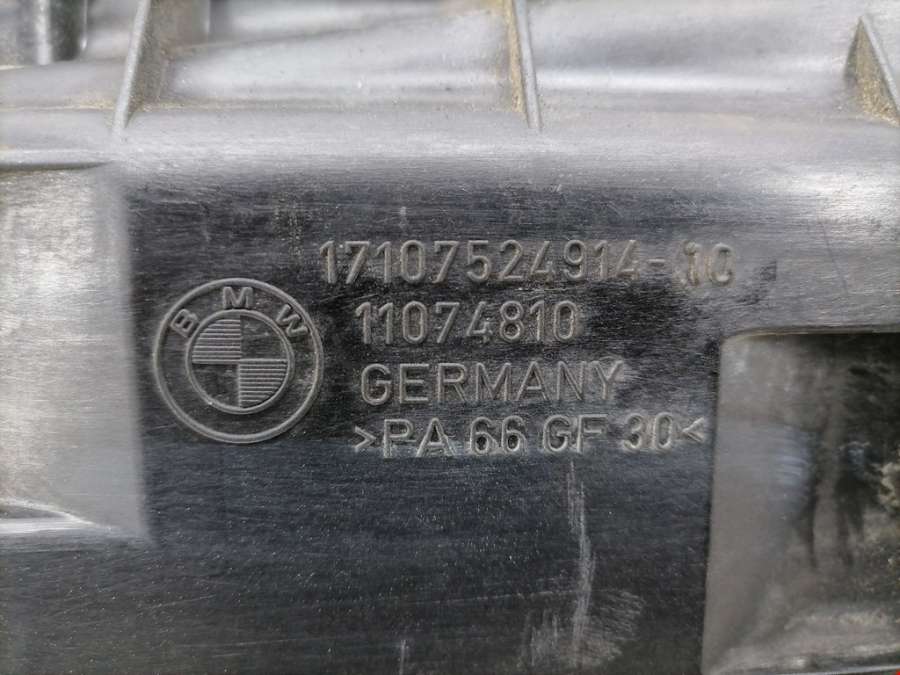 17107524914-10
11074810
BMW
GERMANY
>PA 66 GF 30<